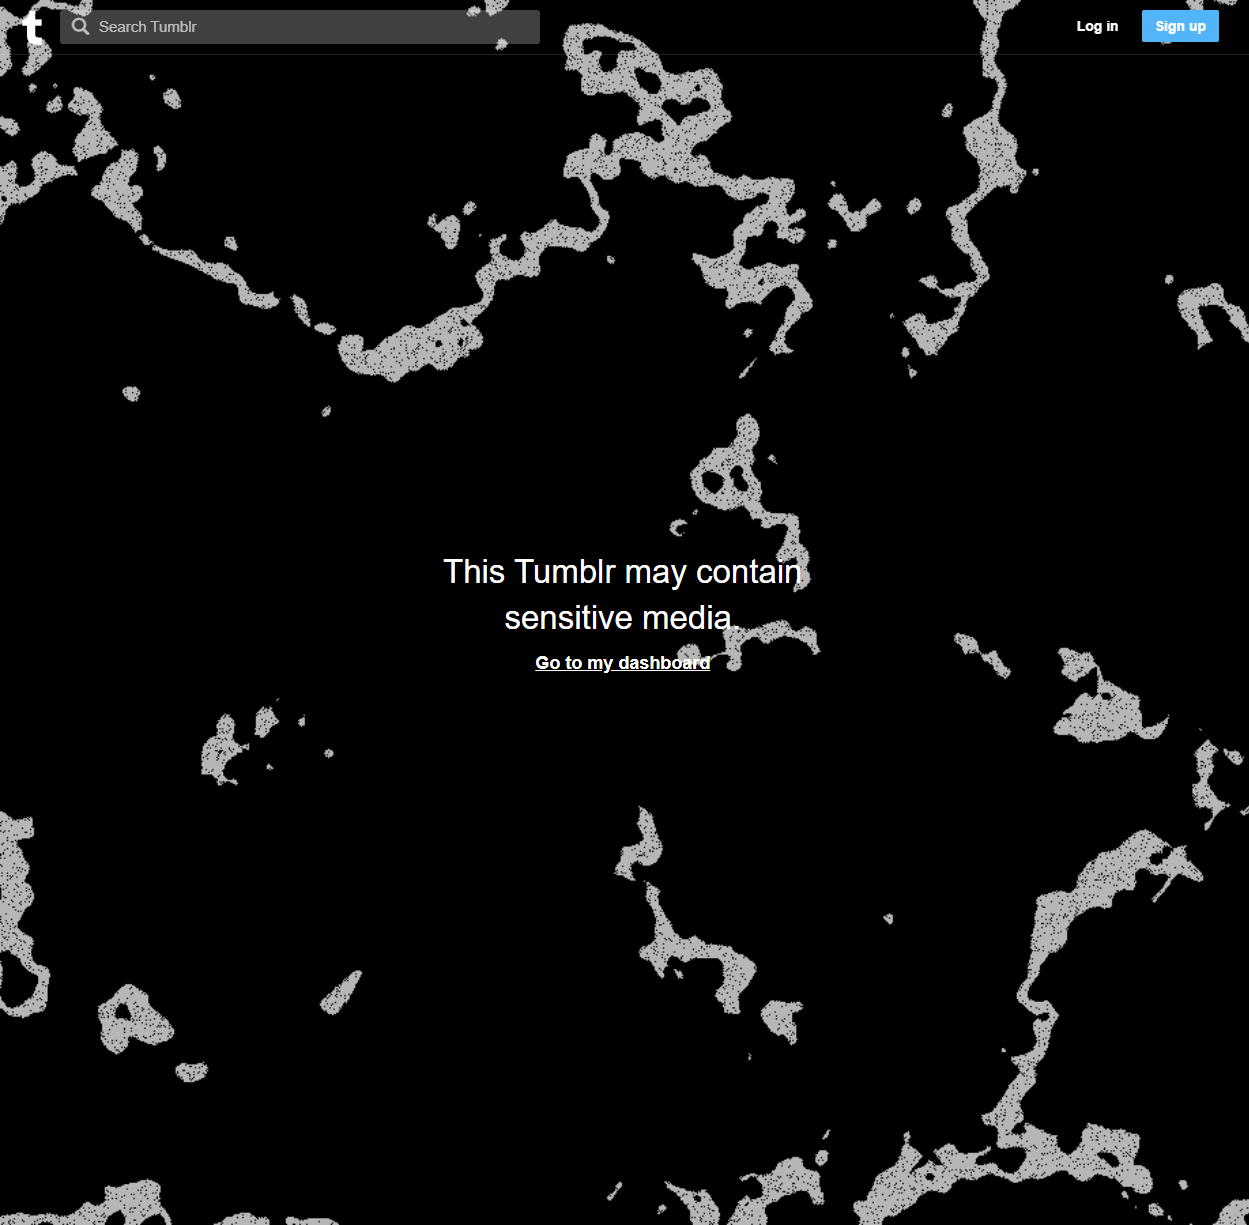 t
Search Tumblr
Log in
Sign up
This Tumblr may contain
sensitive media.
Go to my dashboard